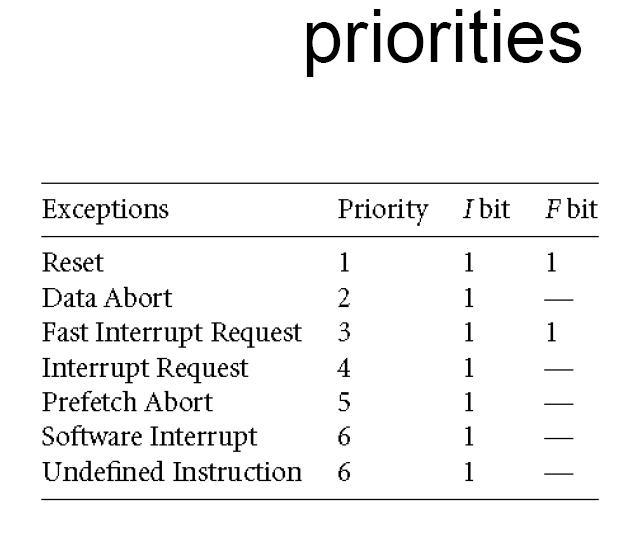 priorities
Exceptions Priority I bit F bit
Reset 1 1 1
Data Abort 2 1 —
Fast Interrupt Request 3 1 1
Interrupt Request 4 1 —
Prefetch Abort 5 1 —
Software Interrupt 6 1 —
Undefined Instruction 6 1 —